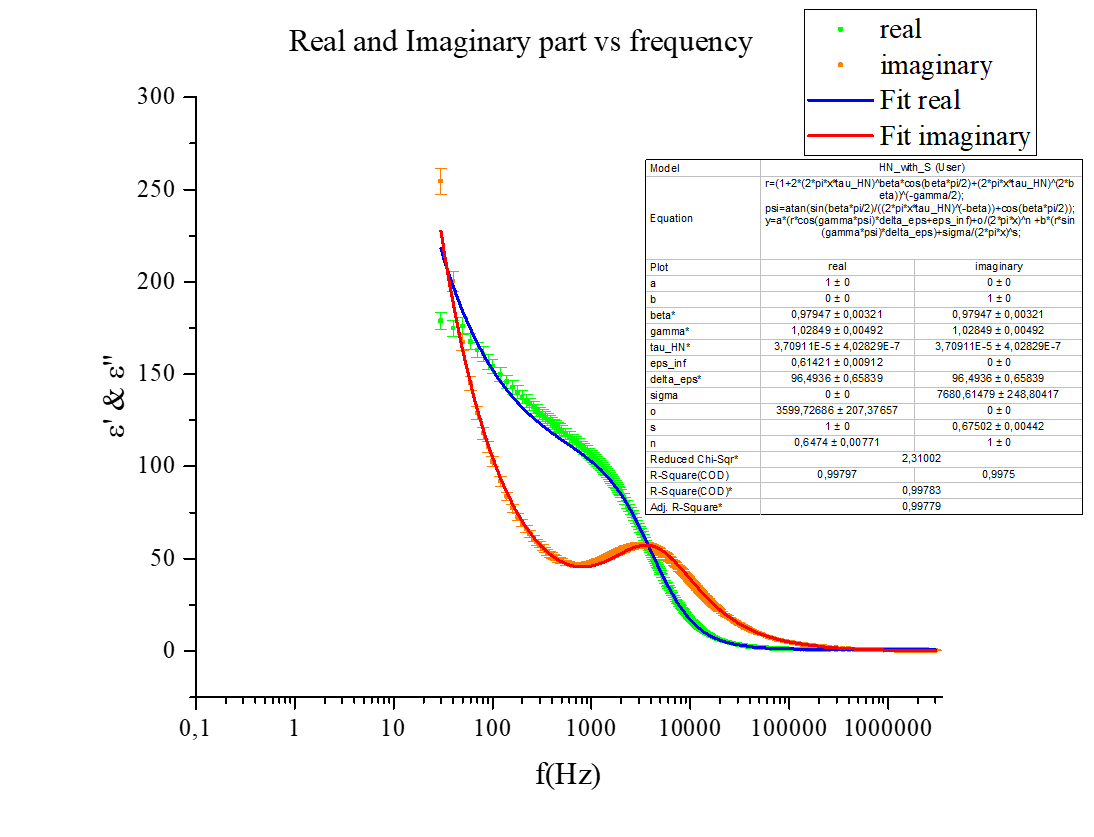 Real and Imaginary part vs frequency
real
imaginary
Fit real
Fit imaginary
300
250
200
150
100
50
0
ε' & ε"
0,1 1 10 100 1000 10000 100000 1000000
f(Hz)
Model HN_with_S (User)
Equation
r=(1+2*(2*pi*x*tau_HN)^beta*cos(beta*pi/2)+(2*pi*x*tau_HN)^(2*b
eta))^(-gamma/2);
psi=atan(sin(beta*pi/2)/((2*pi*x*tau_HN)^(-beta))+cos(beta*pi/2));
y=a*(r*cos(gamma*psi)*delta_eps+eps_inf)+o/(2*pi*x)^n +b*(r*sin
(gamma*psi)*delta_eps)+sigma/(2*pi*x)^s;
Plot real imaginary
a 1 ± 0 0 ± 0
b 0 ± 0 1 ± 0
beta* 0,97947 ± 0,00321 0,97947 ± 0,00321
gamma* 1,02849 ± 0,00492 1,02849 ± 0,00492
tau_HN* 3,70911E-5 ± 4,02829E-7 3,70911E-5 ± 4,02829E-7
eps_inf 0,61421 ± 0,00912 0 ± 0
delta_eps* 96,4936 ± 0,65839 96,4936 ± 0,65839
sigma 0 ± 0 7680,61479 ± 248,80417
o 3599,72686 ± 207,37657 0 ± 0
s 1 ± 0 0,67502 ± 0,00442
n 0,6474 ± 0,00771 1 ± 0
Reduced Chi-Sqr* 2,31002
R-Square(COD) 0,99797 0,9975
R-Square(COD)* 0,99783
Adj. R-Square* 0,99779